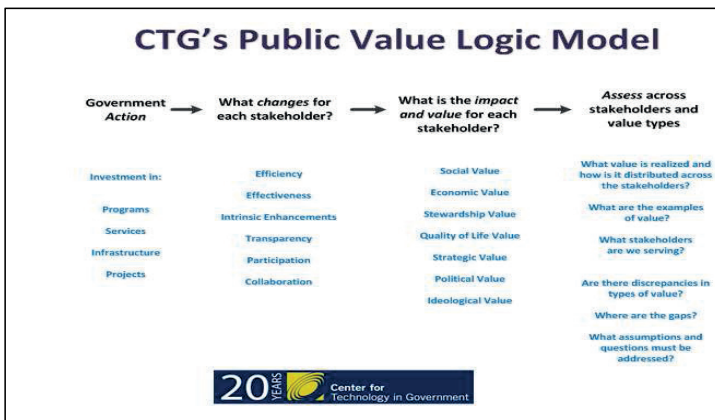 CTG's Public Value Logic Model
Government
Action
What changes for
each stakeholder?
What is the impact
and value for each
stakeholder?
Assess across
stakeholders and
value types
Investment in:
Programs
Services
Infrastructure
Projects
Efficiency
Effectiveness
Intrinsic Enhancements
Transparency
Participation
Collaboration
Social Value
Economic Value
Stewardship Value
Quality of Life Value
Strategic Value
Political Value
Ideological Value
What value is realized and
how is it distributed across
the stakeholders?
What are the examples
of value?
What stakeholders
are we serving?
Are there discrepancies in
types of value?
Where are the gaps?
What assumptions and
questions must be
addressed?
20 YEARS
Center for
Technology in Government